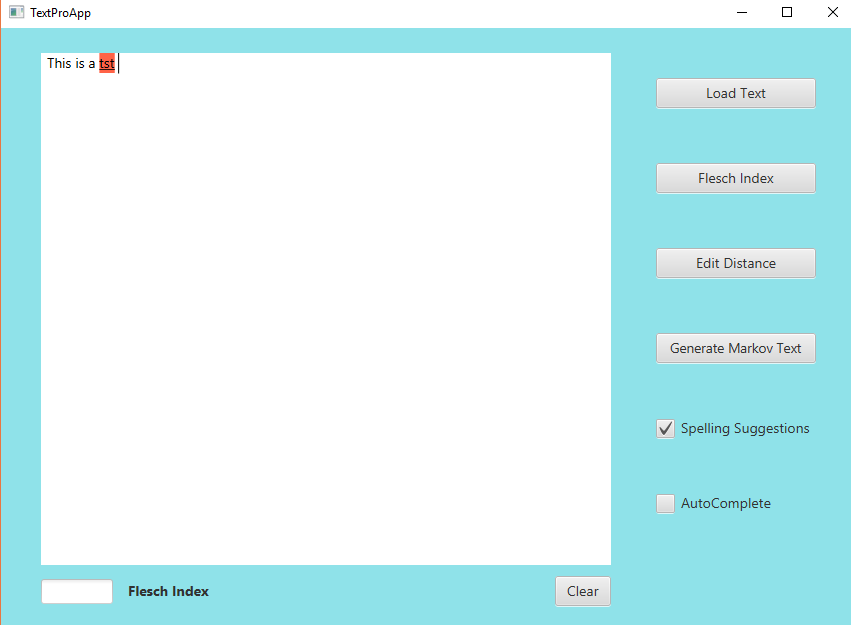 TextProApp
This is a tst
Load Text
Flesch Index
Edit Distance
Generate Markov Text
Spelling Suggestions
AutoComplete
Flesch Index
Clear